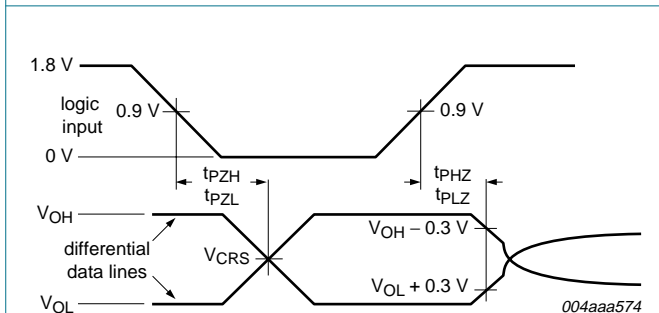 1.8 V
logic
input
0.9 V
0.9 V
0 V
tPZH
tPZL
tPHZ
tPLZ
VOH
VOH − 0.3 V
differential
data lines
VCRS
VOL + 0.3 V
VOL
004aaa574